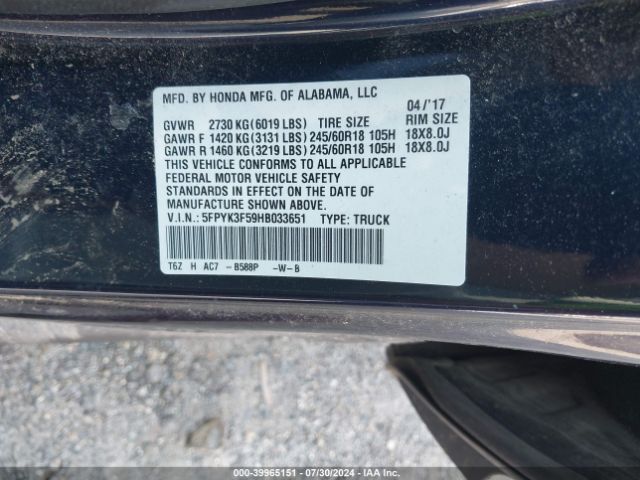 MFD. BY HONDA MFG. OF ALABAMA, LLC 04/'17
GVWR 2730 KG(6019 LBS) TIRE SIZE RIM SIZE
GAWR F 1420 KG(3131 LBS) 245/60R18 105H 18X8.0J
GAWR R 1460 KG(3219 LBS) 245/60R18 105H 18X8.0J
THIS VEHICLE CONFORMS TO ALL APPLICABLE
FEDERAL MOTOR VEHICLE SAFETY
STANDARDS IN EFFECT ON THE DATE OF
MANUFACTURE SHOWN ABOVE.
V.I.N.: 5FPYK3F59HB033651 TYPE: TRUCK
T6Z H AC7 -B588P -W-B
000-39965151 - 07/30/2024 - IAA Inc.